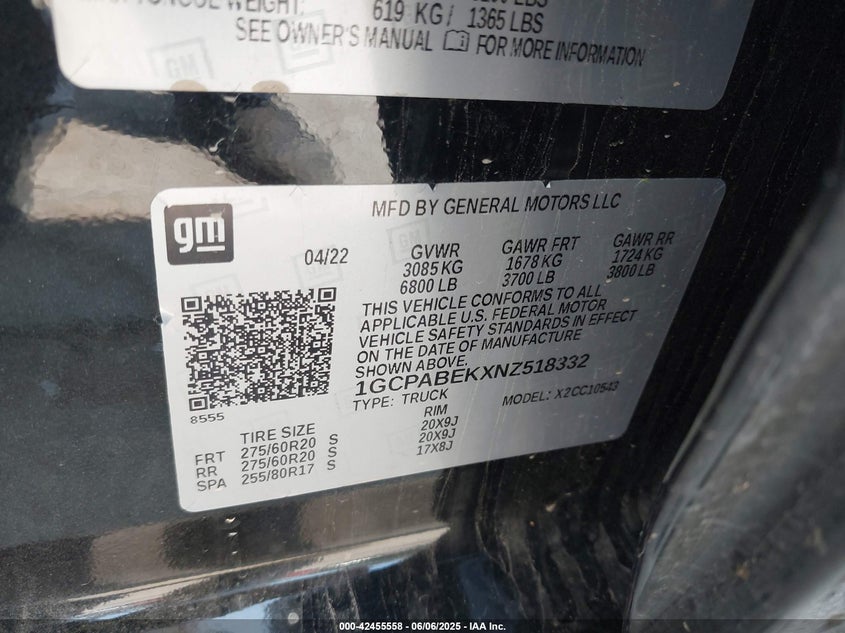 WEIGHT:
619 KG/ 1365 LBS
SEE OWNER'S MANUAL FOR MORE INFORMATION
gm
MFD BY GENERAL MOTORS LLC
04/22
GVWR GAWR FRT GAWR RR
3085 KG 1678 KG 1724 KG
6800 LB 3700 LB 3800 LB
THIS VEHICLE CONFORMS TO ALL
APPLICABLE U.S. FEDERAL MOTOR
VEHICLE SAFETY STANDARDS IN EFFECT
ON THE DATE OF MANUFACTURE
SHOWN ABOVE.
1GCPABEKXNZ518332
TYPE: TRUCK MODEL: X2CC10543
8555
TIRE SIZE RIM
FRT 275/60R20 S 20X9J
RR 275/60R20 S 20X9J
SPA 255/80R17 S 17X8J
000-42455558 - 06/06/2025 - IAA Inc.